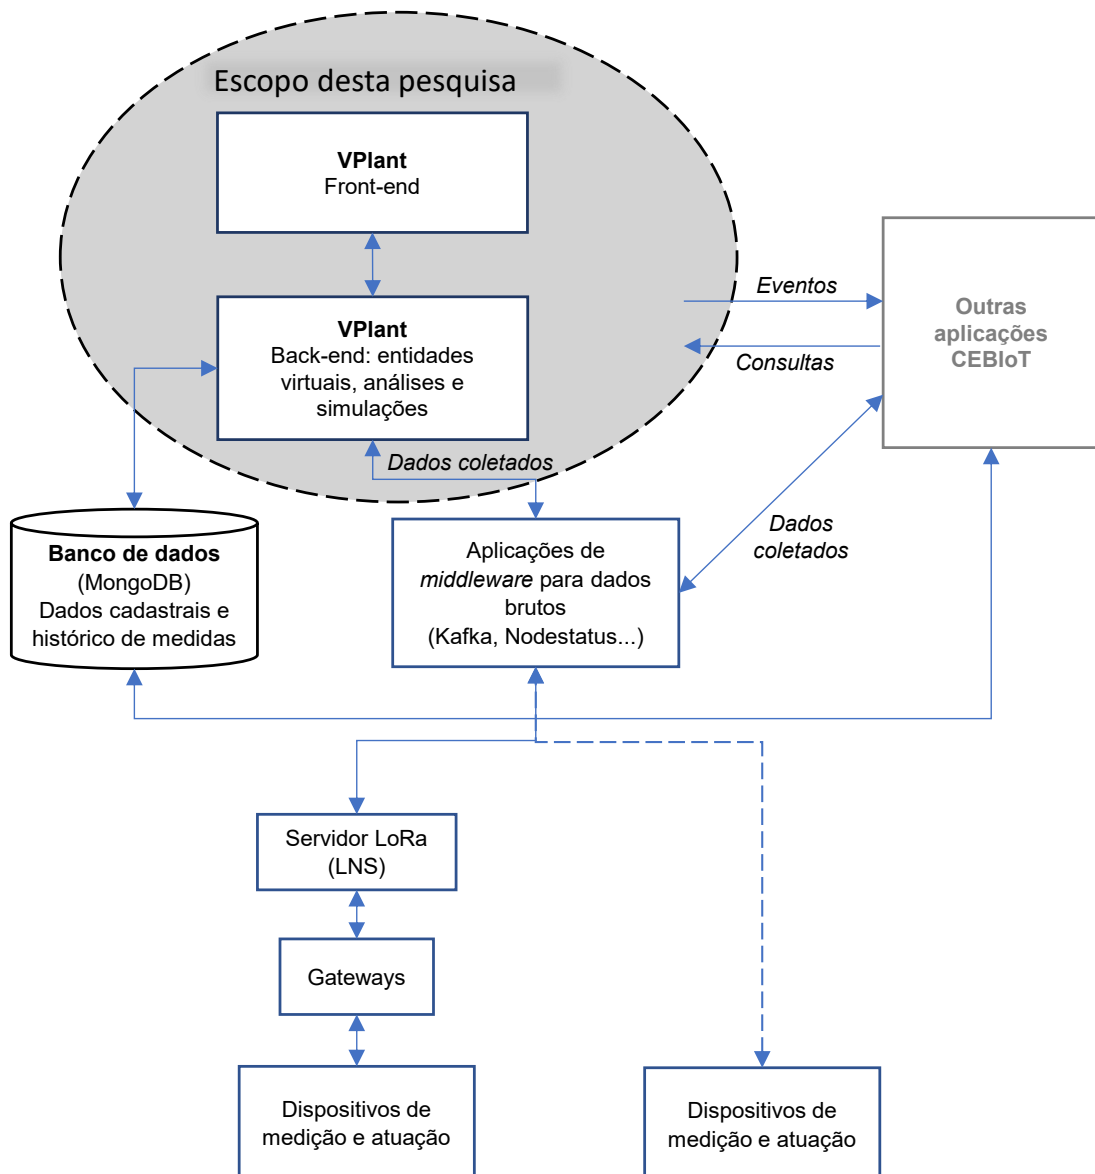 Escopo desta pesquisa
VPlant
Front-end
VPlant
Back-end: entidades
virtuais, análises e
simulações
Eventos
Consultas
Outras
aplicações
CEBIoT
Dados coletados
Dados
coletados
Banco de dados
(MongoDB)
Dados cadastrais e
histórico de medidas
Aplicações de
middleware para dados
brutos
(Kafka, Nodestatus...)
Servidor LoRa
(LNS)
Gateways
Dispositivos de
medição e atuação
Dispositivos de
medição e atuação